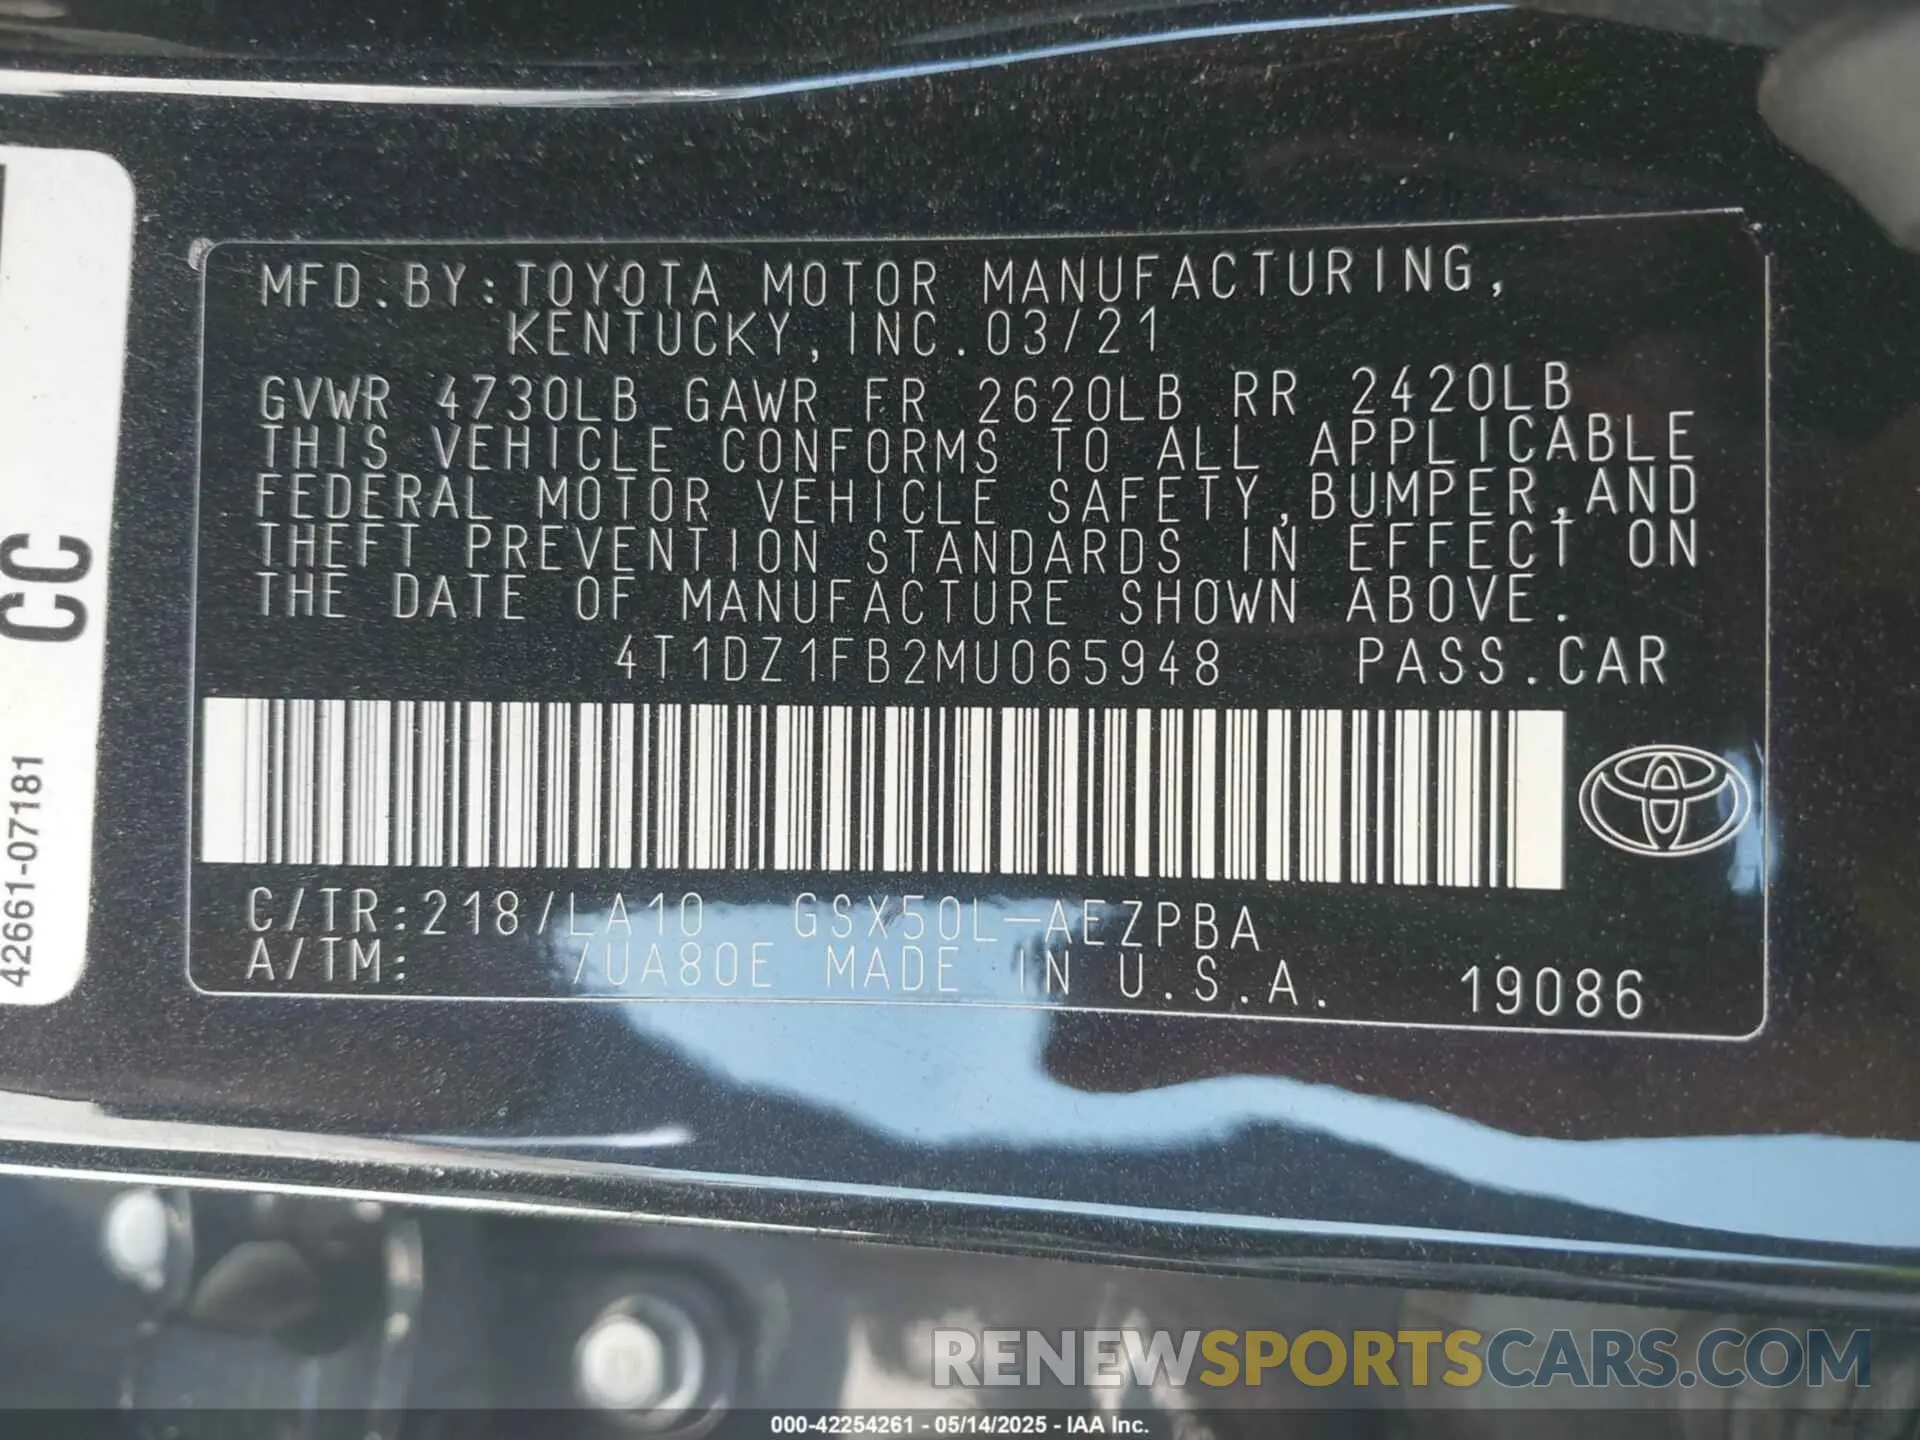 MFD.BY:TOYOTA MOTOR MANUFACTURING,
KENTUCKY,INC.03/21
GVWR 4730LB GAWR FR 2620LB RR 2420LB
THIS VEHICLE CONFORMS TO ALL APPLICABLE
FEDERAL MOTOR VEHICLE SAFETY,BUMPER,AND
THEFT PREVENTION STANDARDS IN EFFECT ON
THE DATE OF MANUFACTURE SHOWN ABOVE.
4T1DZ1FB2MU065948 PASS.CAR
C/TR:218/LA10 GSX50L-AEZPBA
A/TM: /UA80E MADE IN U.S.A. 19086
CC
42661-07181
RENEWSPORTSCARS.COM
000-42254261 - 05/14/2025 - IAA Inc.